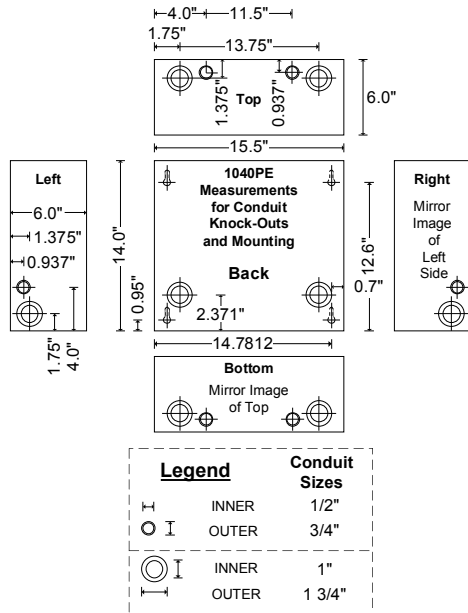 4.0" 11.5"
1.75" 13.75"
1.375"
0.937"
Top
6.0"
15.5"
Left
6.0"
1.375"
0.937"
1.75"
4.0"
14.0"
0.95"
1040PE
Measurements
for Conduit
Knock-Outs
and Mounting
Back
2.371"
12.6"
0.7"
14.7812
Right
Mirror
Image
of
Left
Side
Bottom
Mirror Image
of Top
Legend Conduit
Sizes
INNER 1/2"
OUTER 3/4"
INNER 1"
OUTER 1 3/4"